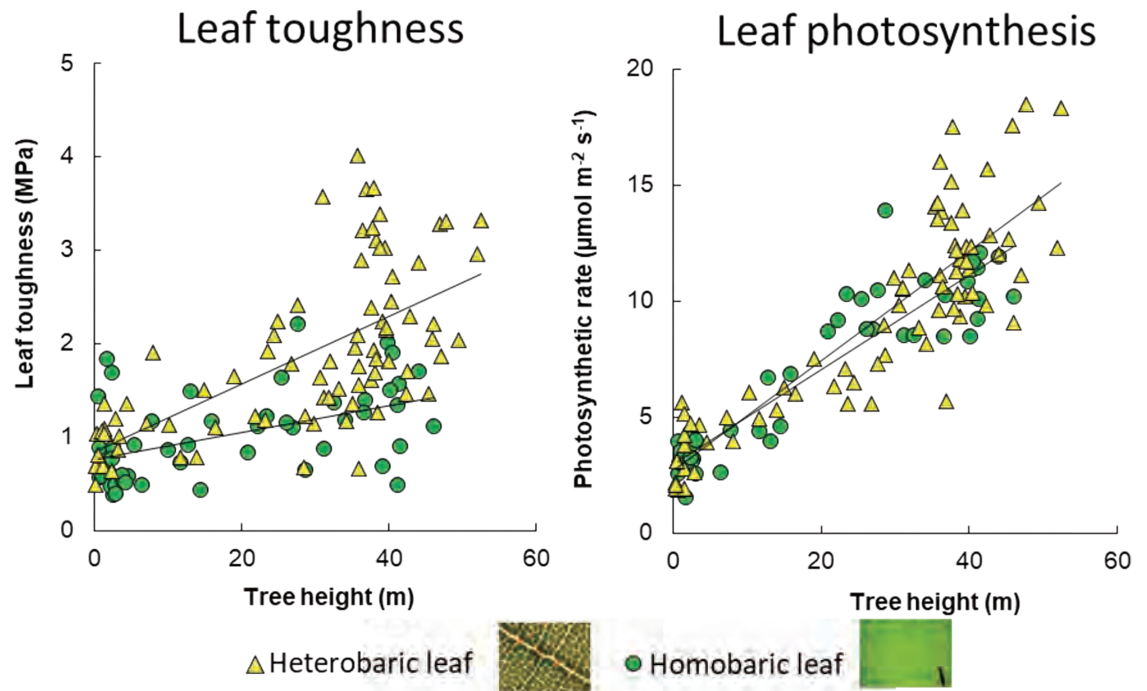 Leaf toughness
Leaf toughness (MPa)
5
4
3
2
1
0
0 20 40 60
Tree height (m)
Leaf photosynthesis
Photosynthetic rate (μmol m⁻² s⁻¹)
20
15
10
5
0
0 20 40 60
Tree height (m)
Heterobaric leaf
Homobaric leaf